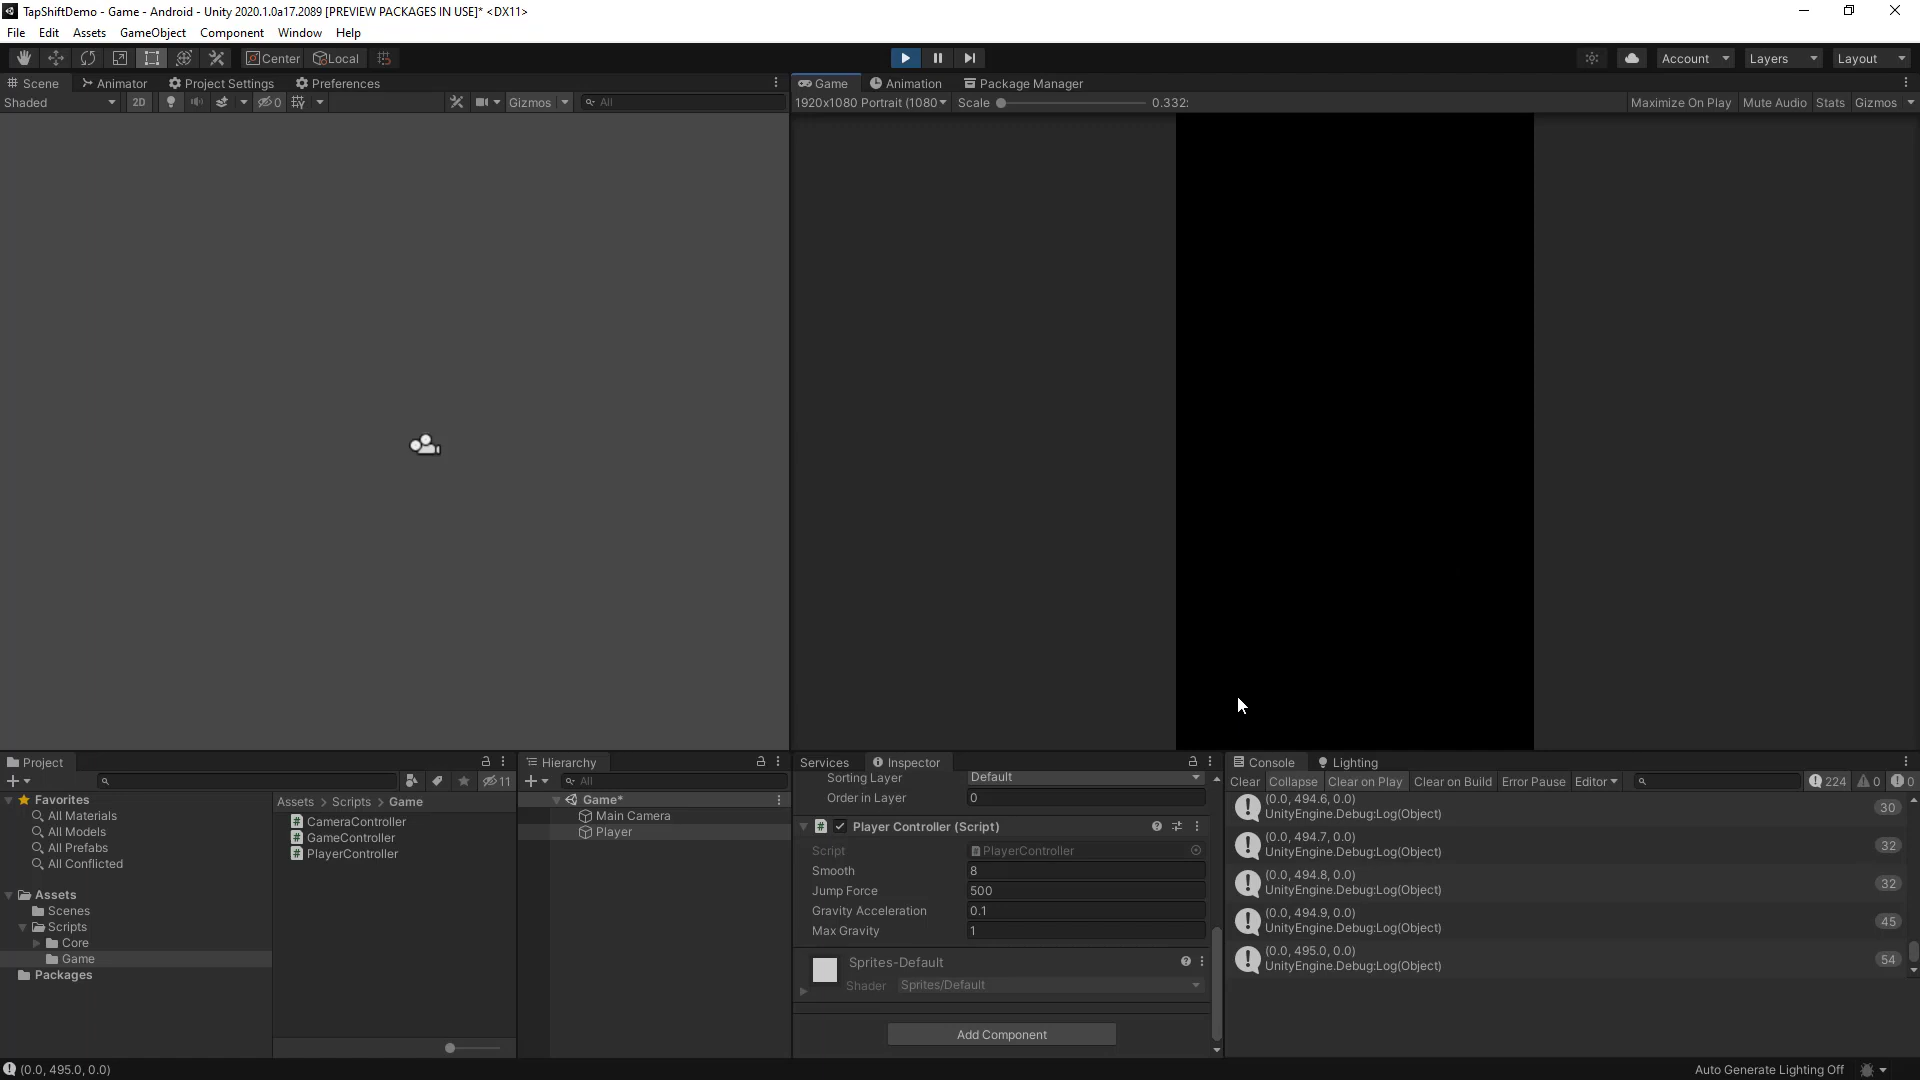 TapShiftDemo - Game - Android - Unity 2020.1.0a17.2089 [PREVIEW PACKAGES IN USE]* <DX11>
File Edit Assets GameObject Component Window Help
Center Local
Account Layers Layout
Scene Animator Project Settings Preferences
Shaded 2D 0 Gizmos All
Game Animation Package Manager
1920x1080 Portrait (1080 Scale 0.332: Maximize On Play Mute Audio Stats Gizmos
Project
11
Favorites
All Materials
All Models
All Prefabs
All Conflicted
Assets
Scenes
Scripts
Core
Game
Packages
Assets > Scripts > Game
CameraController
GameController
PlayerController
Hierarchy
All
Game*
Main Camera
Player
Services Inspector
Sorting Layer Default
Order in Layer 0
Player Controller (Script)
Script PlayerController
Smooth 8
Jump Force 500
Gravity Acceleration 0.1
Max Gravity 1
Sprites-Default
Shader Sprites/Default
Add Component
Console Lighting
Clear Collapse Clear on Play Clear on Build Error Pause Editor 224 0 0
(0.0, 494.6, 0.0)
UnityEngine.Debug:Log(Object) 30
(0.0, 494.7, 0.0)
UnityEngine.Debug:Log(Object) 32
(0.0, 494.8, 0.0)
UnityEngine.Debug:Log(Object) 32
(0.0, 494.9, 0.0)
UnityEngine.Debug:Log(Object) 45
(0.0, 495.0, 0.0)
UnityEngine.Debug:Log(Object) 54
(0.0, 495.0, 0.0) Auto Generate Lighting Off